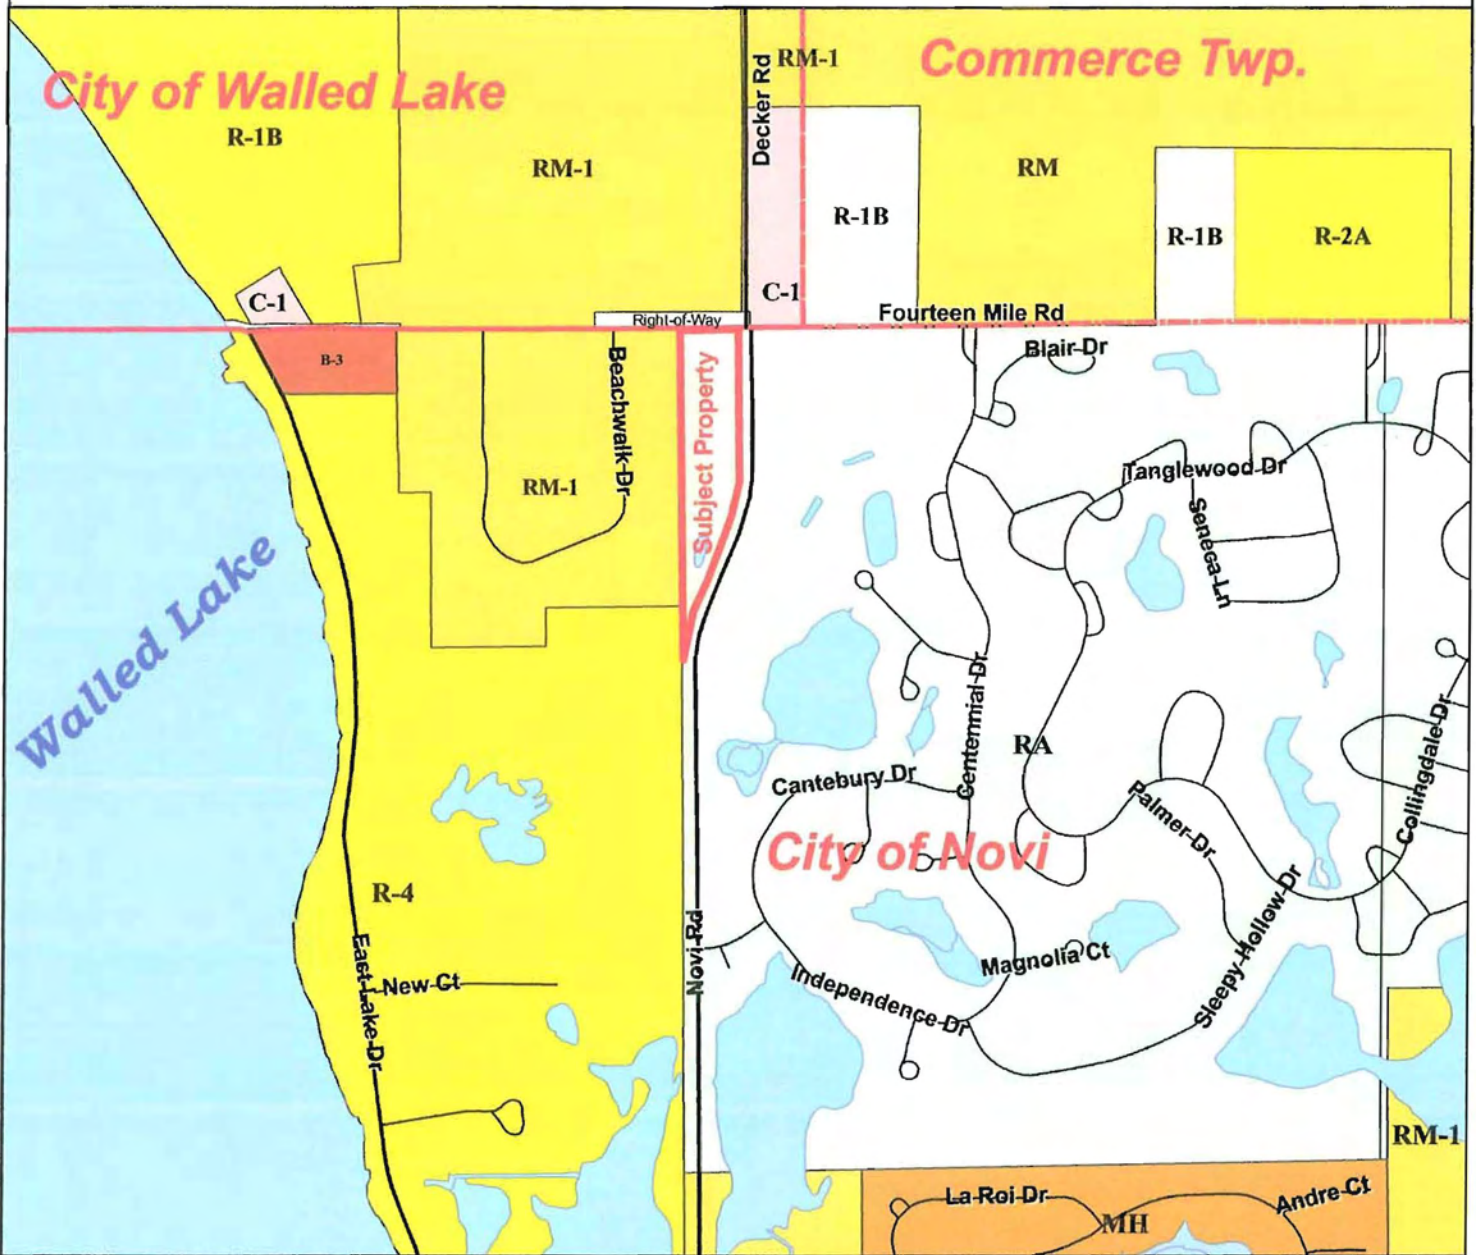 City of Walled Lake
R-1B
RM-1
Decker Rd
RM-1
Commerce Twp.
R-1B
RM
R-1B
R-2A
C-1
C-1
Right-of-Way
Fourteen Mile Rd
B-3
Beachwalk Dr
Subject Property
Blair Dr
RM-1
Tanglewood Dr
Seneca Ln
Walled Lake
Centennial Dr
RA
Cantebury Dr
Palmer Dr
Collingdale Dr
City of Novi
R-4
East Lake Dr
New Ct
Novi Rd
Magnolia Ct
Independence Dr
Sleepy Hollow Dr
RM-1
La Roi Dr
MH
Andre Ct